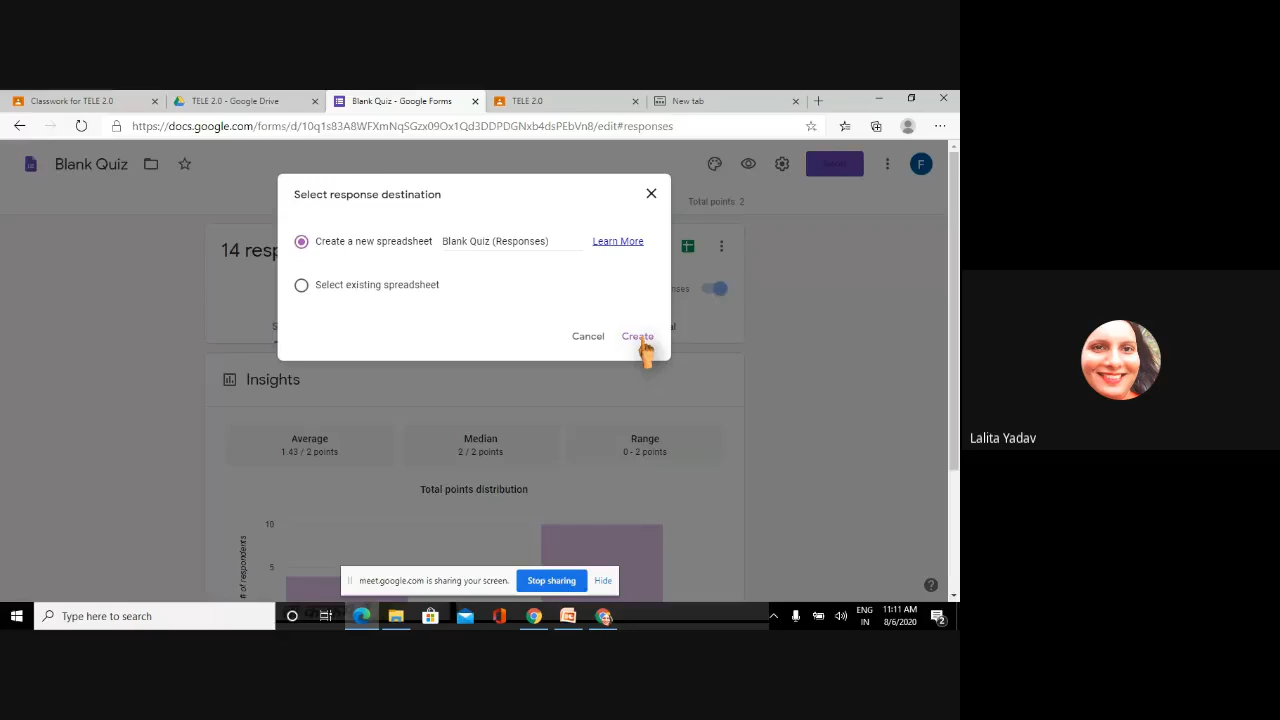 Classwork for TELE 2.0
TELE 2.0 - Google Drive
Blank Quiz - Google Forms
TELE 2.0
New tab
https://docs.google.com/forms/d/10q1s83A8WFXmNqSGzx09Ox1Qd3DDPDGNxb4dsPEbVn8/edit#responses
Blank Quiz
F
Total points: 2
Select response destination
Create a new spreadsheet Blank Quiz (Responses) Learn More
14
Select existing spreadsheet
Cancel Create
Insights
Average Median Range
1.43 / 2 points 2 / 2 points 0 - 2 points
Total points distribution
10
5
# of respondents
meet.google.com is sharing your screen. Stop sharing Hide
Type here to search
ENG
IN
11:11 AM
8/6/2020
2
Lalita Yadav